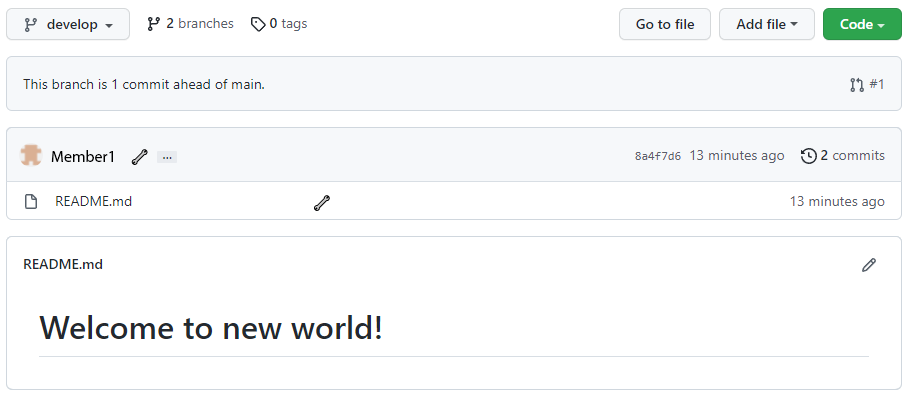 develop 2 branches 0 tags Go to file Add file Code
This branch is 1 commit ahead of main. #1
Member1 ... 8a4f7d6 13 minutes ago 2 commits
README.md 13 minutes ago
README.md
Welcome to new world!